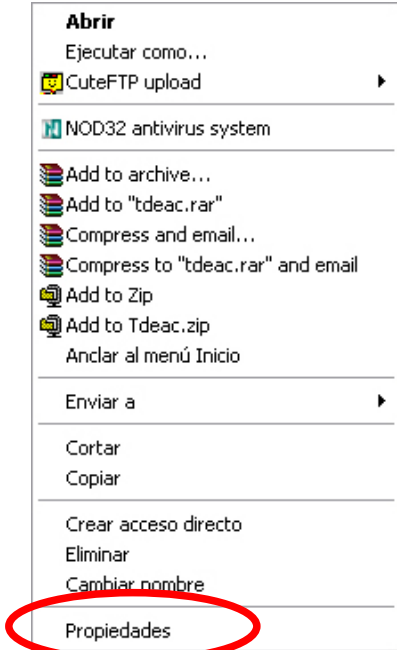 Abrir
Ejecutar como...
CuteFTP upload
NOD32 antivirus system
Add to archive...
Add to "tdeac.rar"
Compress and email...
Compress to "tdeac.rar" and email
Add to Zip
Add to Tdeac.zip
Anclar al menú Inicio
Enviar a
Cortar
Copiar
Crear acceso directo
Eliminar
Cambiar nombre
Propiedades